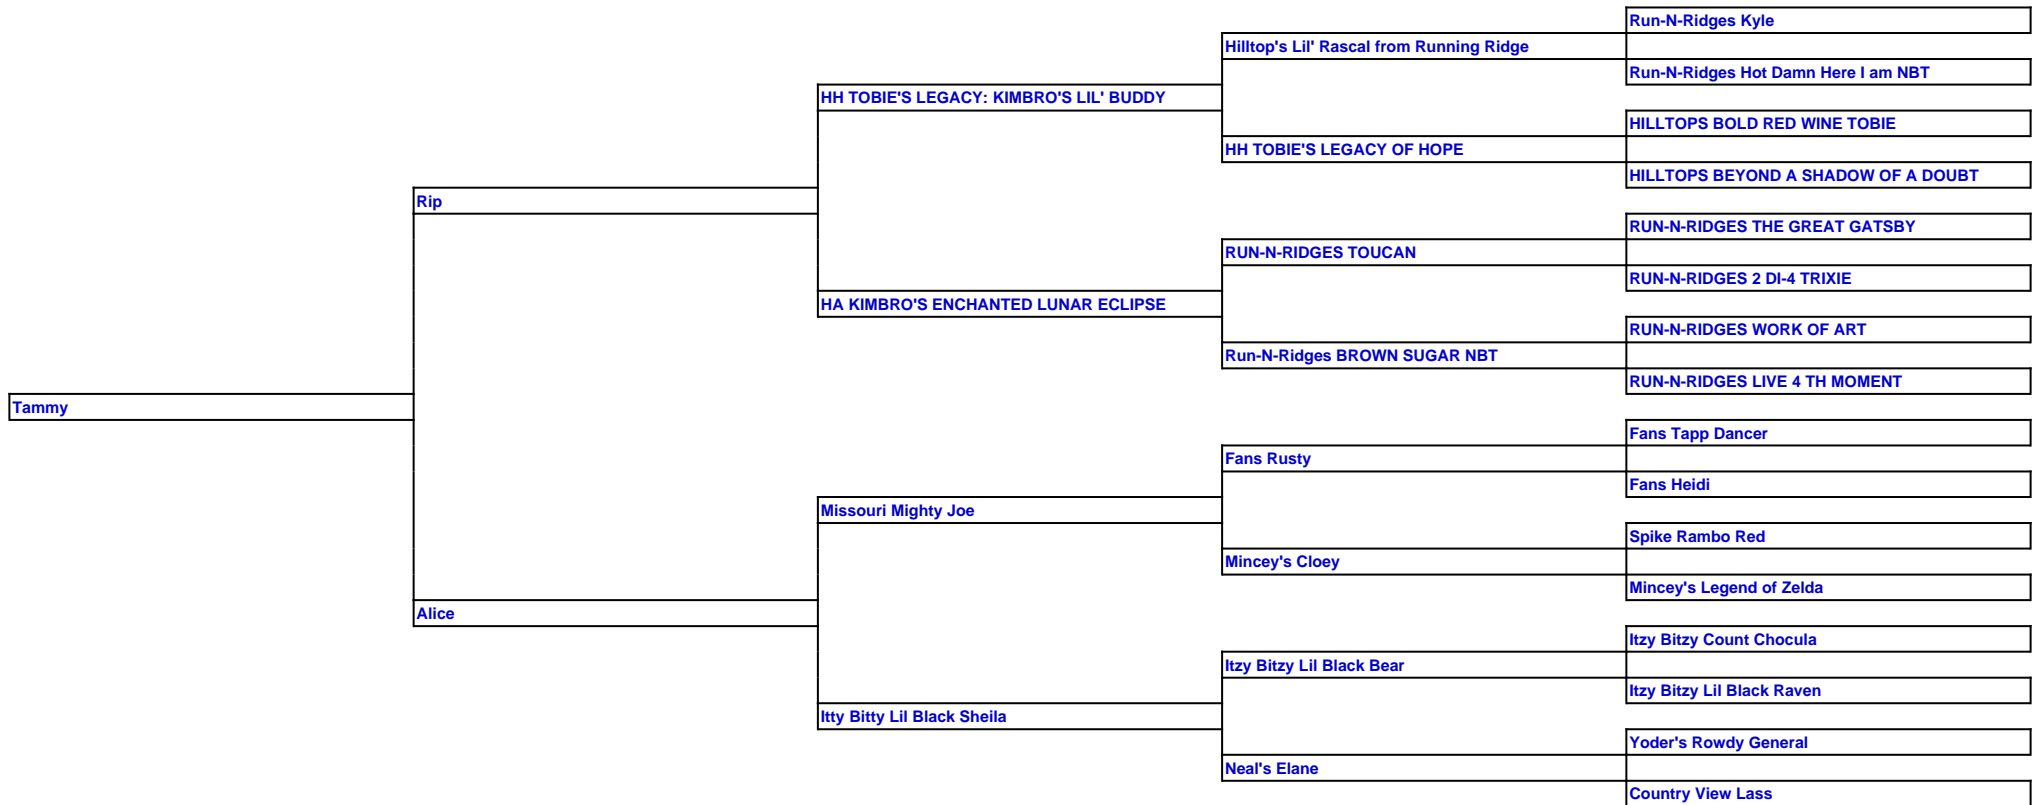 Run-N-Ridges Kyle
Hilltop's Lil' Rascal from Running Ridge
Run-N-Ridges Hot Damn Here I am NBT
HH TOBIE'S LEGACY: KIMBRO'S LIL' BUDDY
HILLTOPS BOLD RED WINE TOBIE
HH TOBIE'S LEGACY OF HOPE
HILLTOPS BEYOND A SHADOW OF A DOUBT
Rip
RUN-N-RIDGES THE GREAT GATSBY
RUN-N-RIDGES TOUCAN
RUN-N-RIDGES 2 DI-4 TRIXIE
HA KIMBRO'S ENCHANTED LUNAR ECLIPSE
RUN-N-RIDGES WORK OF ART
Run-N-Ridges BROWN SUGAR NBT
RUN-N-RIDGES LIVE 4 TH MOMENT
Tammy
Fans Tapp Dancer
Fans Rusty
Fans Heidi
Missouri Mighty Joe
Spike Rambo Red
Mincey's Cloey
Mincey's Legend of Zelda
Alice
Itzy Bitzy Count Chocula
Itzy Bitzy Lil Black Bear
Itzy Bitzy Lil Black Raven
Itty Bitty Lil Black Sheila
Yoder's Rowdy General
Neal's Elane
Country View Lass